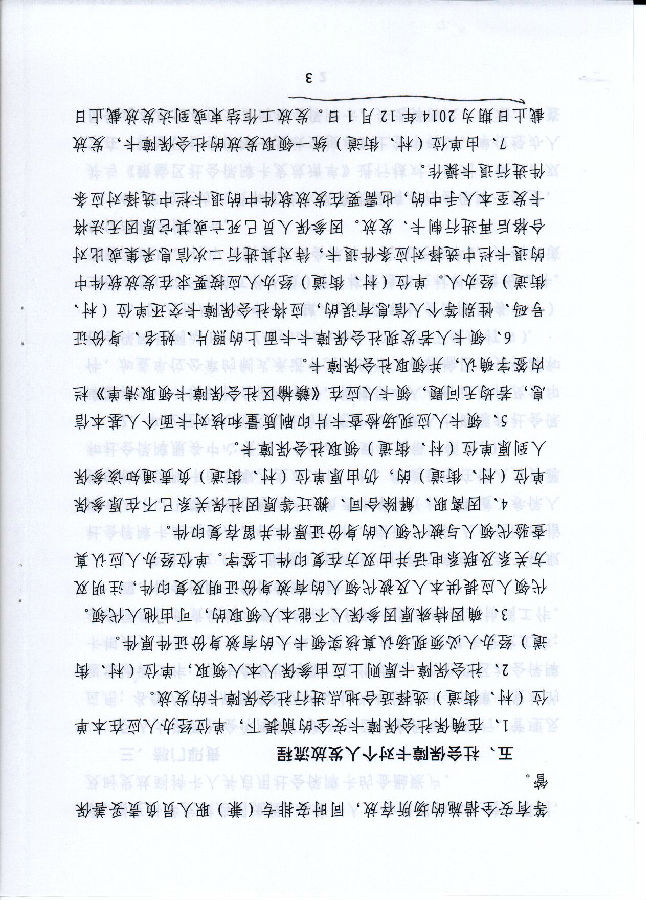 等有安全措施的场所存放，同时安排专（兼）职人员负责妥善保
管。
五、社会保障卡对个人发放流程
1、在确保社会保障卡安全的前提下，单位经办人应在本单
位（村、街道）选择适合地点进行社会保障卡的发放。
2、社会保障卡原则上应由参保人本人领取，单位（村、街
道）经办人必须现场认真核实领卡人的有效身份证件原件。
3、确因特殊原因参保人不能本人领取的，可由他人代领。
代领人应提供本人及被代领人的有效身份证明及复印件，注明双
方关系及联系电话并由双方在复印件上签字。单位经办人应认真
查验代领人与被代领人的身份证原件并留存复印件。
4、因离职、解除合同、搬迁等原因社保关系已不在原参保
单位（村、街道）的，仍由原单位（村、街道）负责通知该参保
人到原单位（村、街道）领取社会保障卡。
5、领卡人应现场检查卡片印刷质量和核对卡面个人基本信
息，若均无问题，领卡人应在《赣榆区社会保障卡领取清单》栏
内签字确认，并领取社会保障卡。
6、领卡人若发现社会保障卡卡面上的照片、姓名、身份证
号码、性别等个人信息有误的，应将社会保障卡交还单位（村、
街道）经办人。单位（村、街道）经办人应按要求在发放软件中
的退卡栏中选择对应条件退卡，待对其进行二次信息采集或比对
合格后再进行制卡、发放。因参保人员已死亡或其它原因无法将
卡发至本人手中的，也需要在发放软件中的退卡栏中选择对应条
件进行退卡操作。
7、由单位（村、街道）统一领取发放的社会保障卡，发放
截止日期为 2014 年 12 月 1 日。发放工作结束或到达发放截止日
3